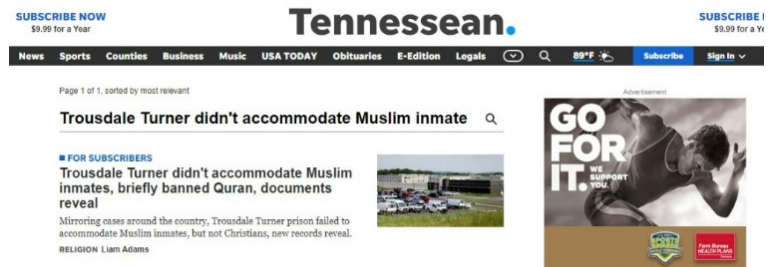 SUBSCRIBE NOW
$9.99 for a Year
Tennessean.
SUBSCRIBE
$9.99 for a Ye
News Sports Counties Business Music USA TODAY Obituaries E-Edition Legals 89°F Subscribe Sign In
Page 1 of 1, sorted by most relevant
Trousdale Turner didn't accommodate Muslim inmate
FOR SUBSCRIBERS
Trousdale Turner didn't accommodate Muslim
inmates, briefly banned Quran, documents
reveal
Mirroring cases around the country, Trousdale Turner prison failed to
accommodate Muslim inmates, but not Christians, new records reveal.
RELIGION Liam Adams
Advertisement
GO
FOR
IT.
WE
SUPPORT
YOU.
SPORTS
Farm Bureau
HEALTH PLANS